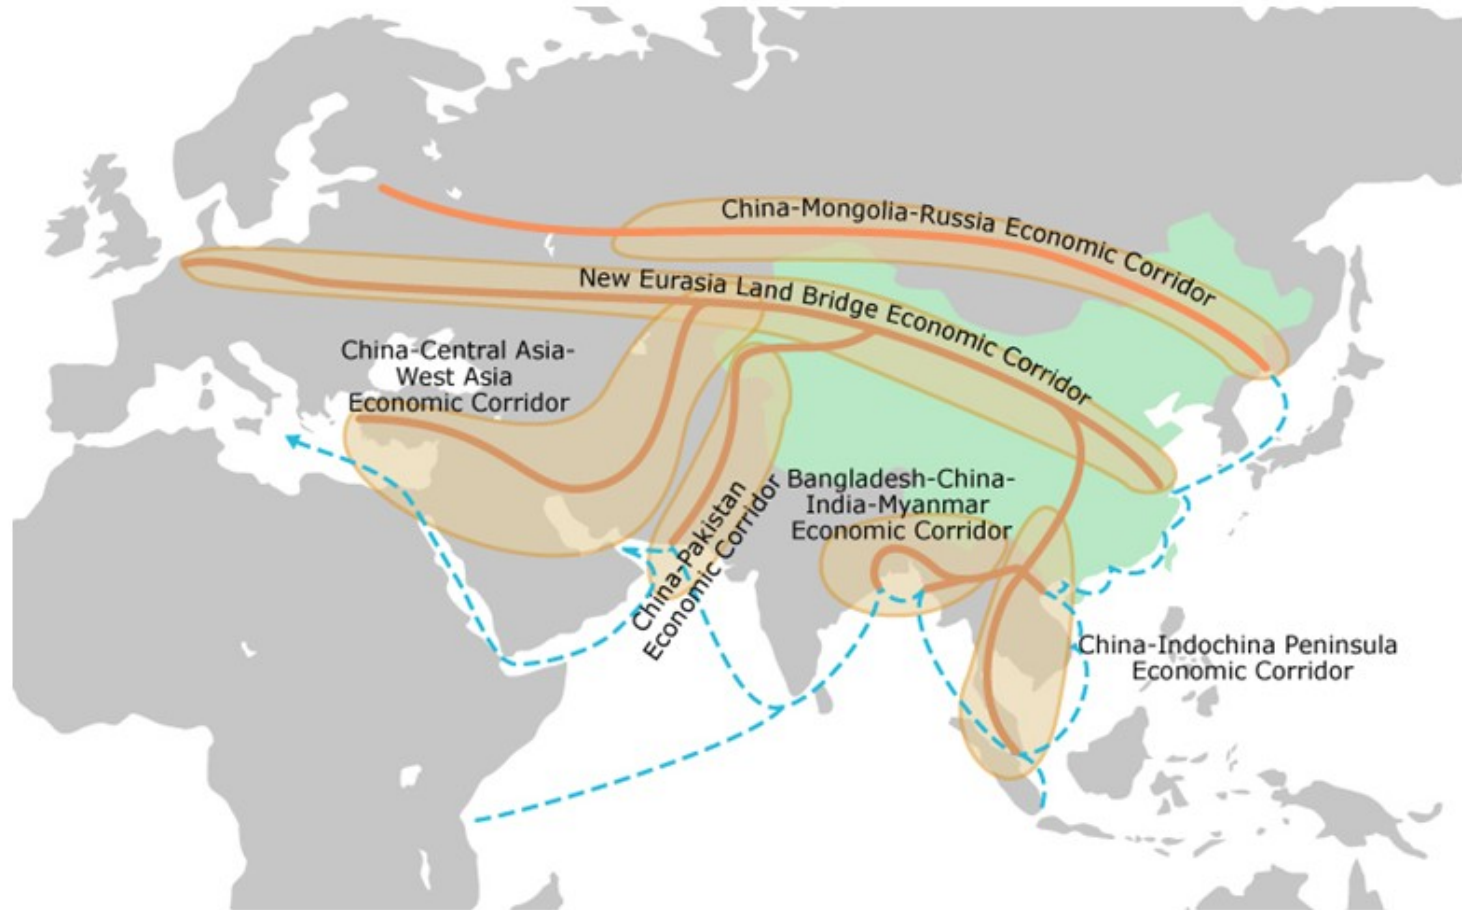 China-Mongolia-Russia Economic Corridor
New Eurasia Land Bridge Economic Corridor
China-Central Asia-
West Asia
Economic Corridor
China-Pakistan
Economic Corridor
Bangladesh-China-
India-Myanmar
Economic Corridor
China-Indochina Peninsula
Economic Corridor